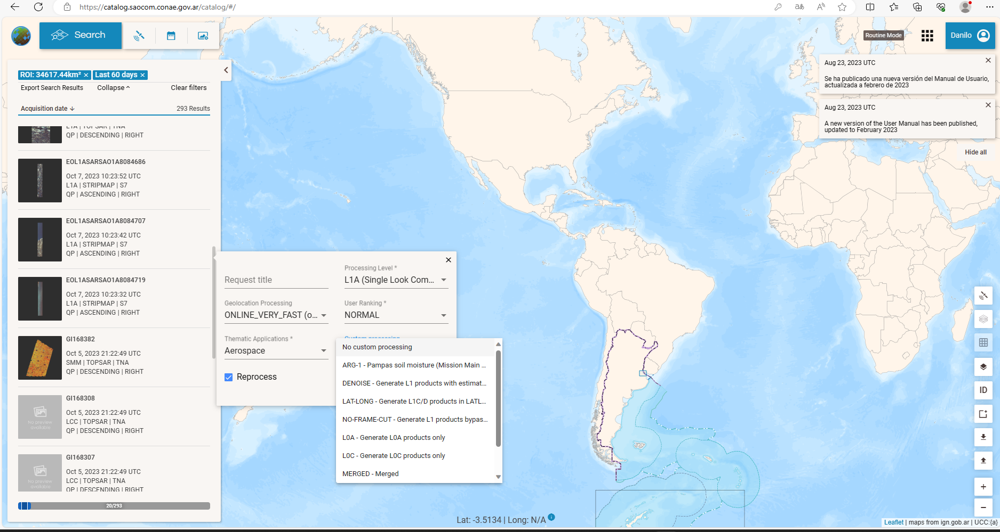 https://catalog.saocom.conae.gov.ar/catalog/#/
Search
Routine Mode
Danilo
ROI: 34617.44km² ×
Last 60 days ×
Export Search Results
Collapse
Clear filters
Acquisition date
293 Results
L1A | TOPSAR | TNA
QP | DESCENDING | RIGHT
EOL1ASARSAO1A8084686
Oct 7, 2023 10:23:52 UTC
L1A | STRIPMAP | S7
QP | ASCENDING | RIGHT
EOL1ASARSAO1A8084707
Oct 7, 2023 10:23:42 UTC
L1A | STRIPMAP | S7
QP | ASCENDING | RIGHT
EOL1ASARSAO1A8084719
Oct 7, 2023 10:23:32 UTC
L1A | STRIPMAP | S7
QP | ASCENDING | RIGHT
GI168382
Oct 5, 2023 21:22:49 UTC
SMM | TOPSAR | TNA
QP | DESCENDING | RIGHT
No preview
available
GI168308
Oct 5, 2023 21:22:49 UTC
LCC | TOPSAR | TNA
QP | DESCENDING | RIGHT
No preview
available
GI168307
Oct 5, 2023 21:22:49 UTC
LCC | TOPSAR | TNA
QP | DESCENDING | RIGHT
20/293
Request title
Processing Level *
L1A (Single Look Com...
Geolocation Processing
ONLINE_VERY_FAST (o...
User Ranking *
NORMAL
Thematic Applications *
Aerospace
Custom processing
Reprocess
No custom processing
ARG-1 - Pampas soil moisture (Mission Main ...
DENOISE - Generate L1 products with estimat...
LAT-LONG - Generate L1C/D products in LATL...
NO-FRAME-CUT - Generate L1 products bypas...
L0A - Generate L0A products only
L0C - Generate L0C products only
MERGED - Merged
Aug 23, 2023 UTC
Se ha publicado una nueva versión del Manual de Usuario,
actualizada a febrero de 2023
Aug 23, 2023 UTC
A new version of the User Manual has been published,
updated to February 2023
Hide all
ID
+
−
Lat: -3.5134 | Long: N/A
Leaflet | maps from ign.gob.ar | UCC:{a}